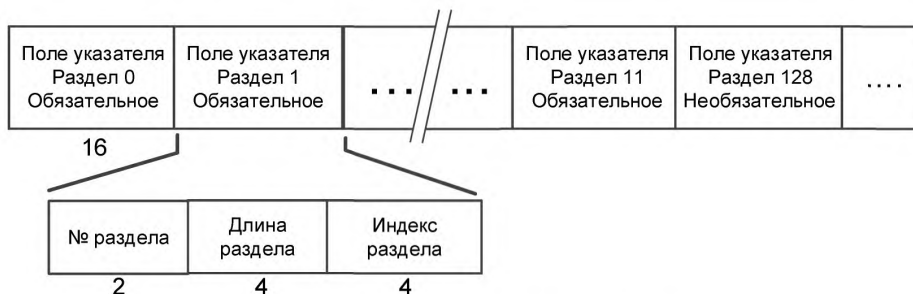 Поле указателя
Раздел 0
Обязательное
Поле указателя
Раздел 1
Обязательное
... ...
Поле указателя
Раздел 11
Обязательное
Поле указателя
Раздел 128
Необязательное
....
16
№ раздела
Длина
раздела
Индекс
раздела
2
4
4